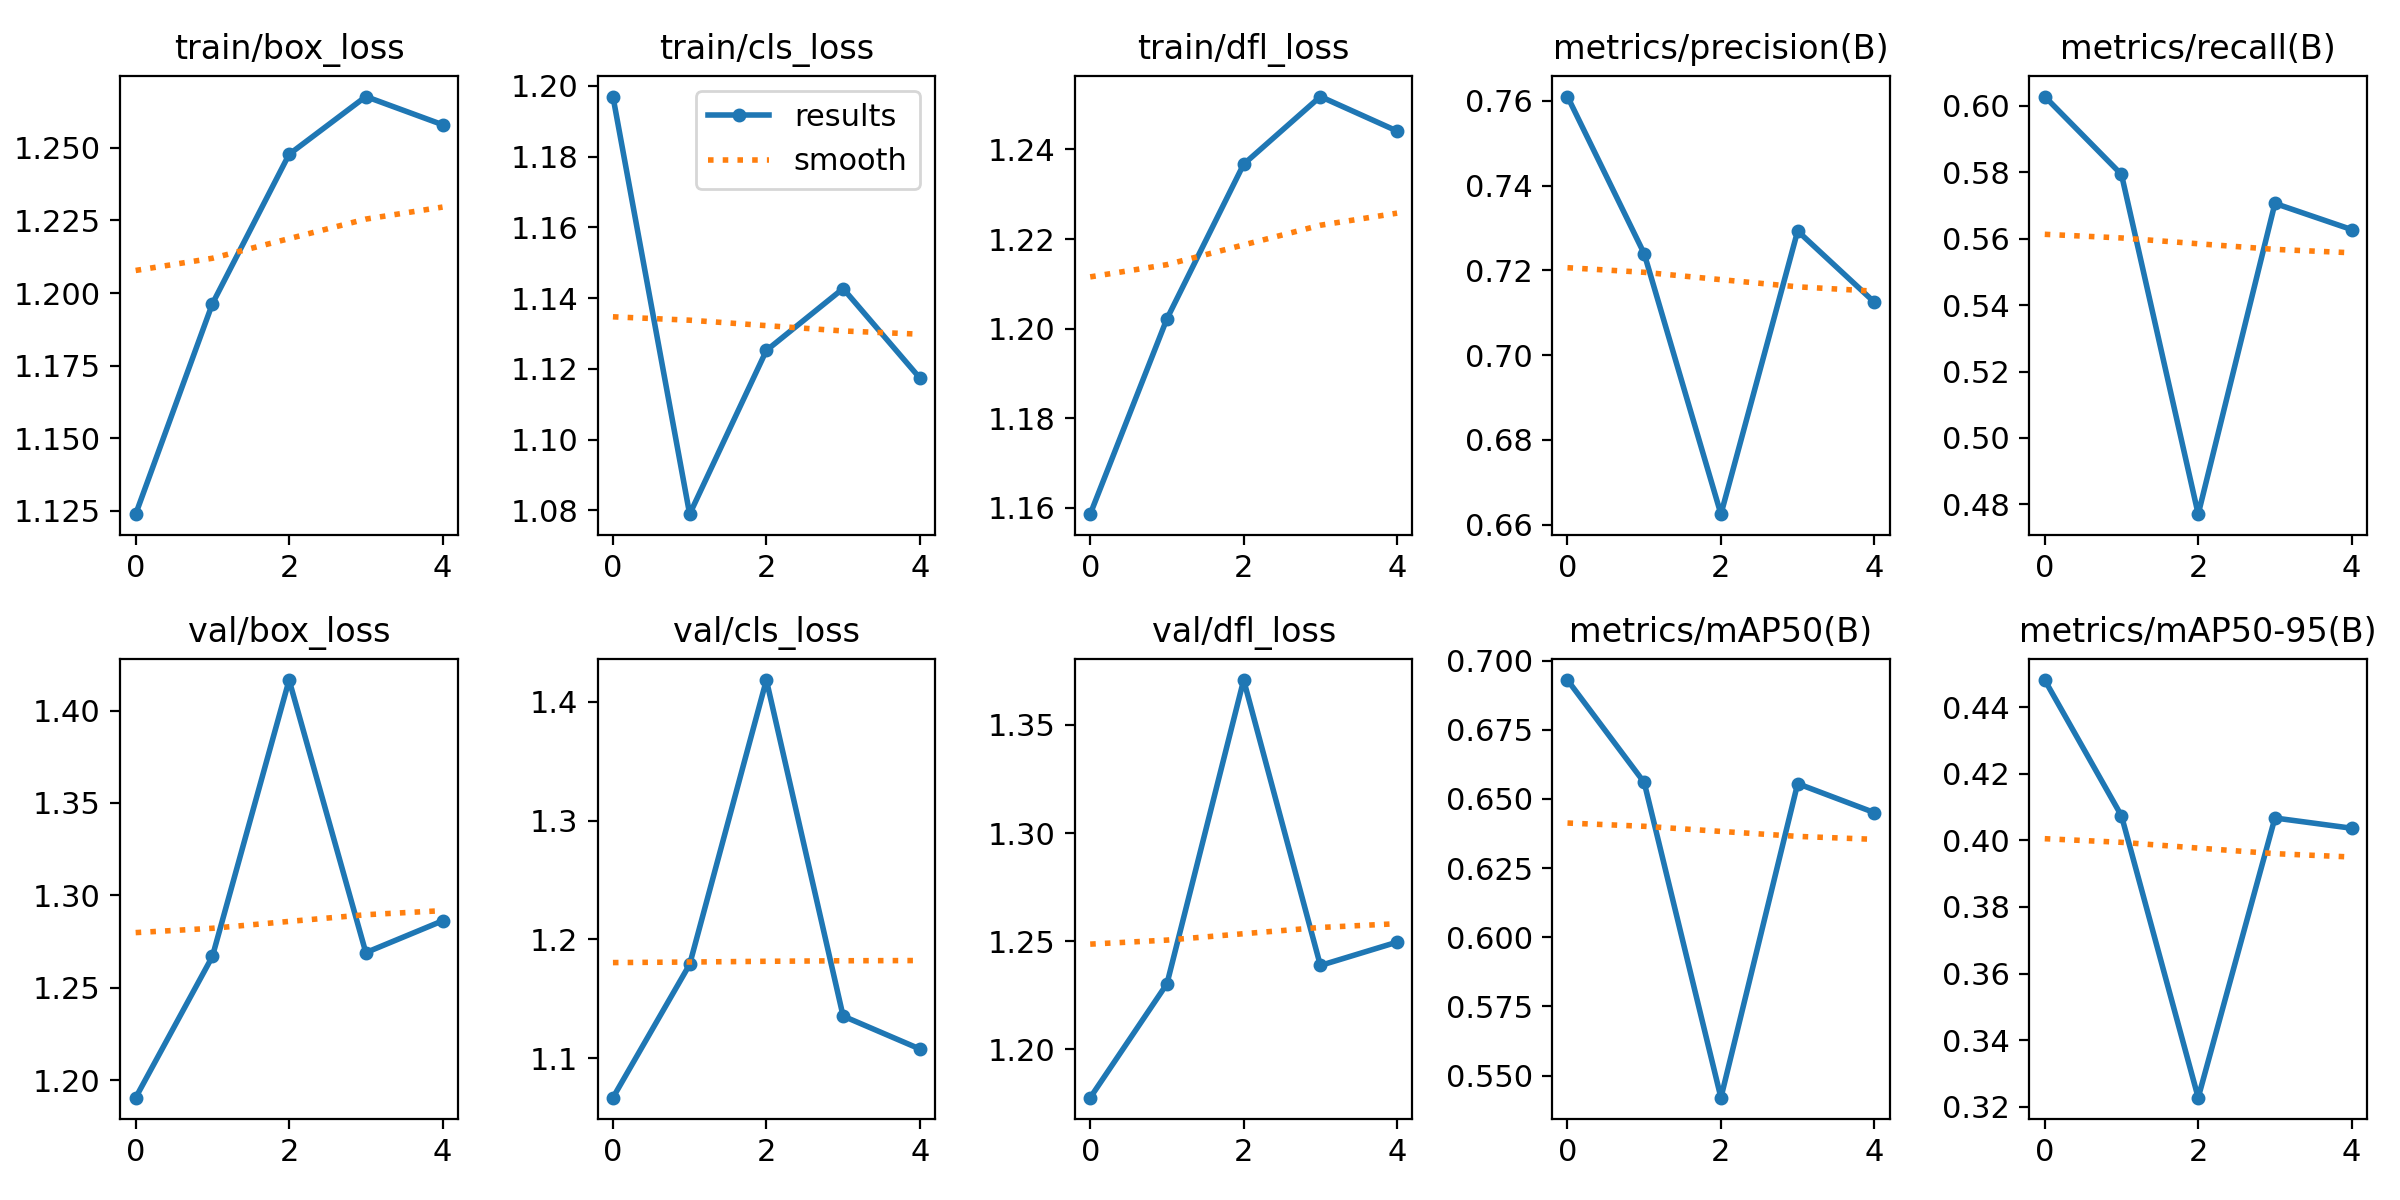 train/box_loss
1.250
1.225
1.200
1.175
1.150
1.125
0 2 4
train/cls_loss
results
smooth
1.20
1.18
1.16
1.14
1.12
1.10
1.08
0 2 4
train/dfl_loss
1.24
1.22
1.20
1.18
1.16
0 2 4
metrics/precision(B)
0.76
0.74
0.72
0.70
0.68
0.66
0 2 4
metrics/recall(B)
0.60
0.58
0.56
0.54
0.52
0.50
0.48
0 2 4
val/box_loss
1.40
1.35
1.30
1.25
1.20
0 2 4
val/cls_loss
1.4
1.3
1.2
1.1
0 2 4
val/dfl_loss
1.35
1.30
1.25
1.20
0 2 4
metrics/mAP50(B)
0.700
0.675
0.650
0.625
0.600
0.575
0.550
0 2 4
metrics/mAP50-95(B)
0.44
0.42
0.40
0.38
0.36
0.34
0.32
0 2 4